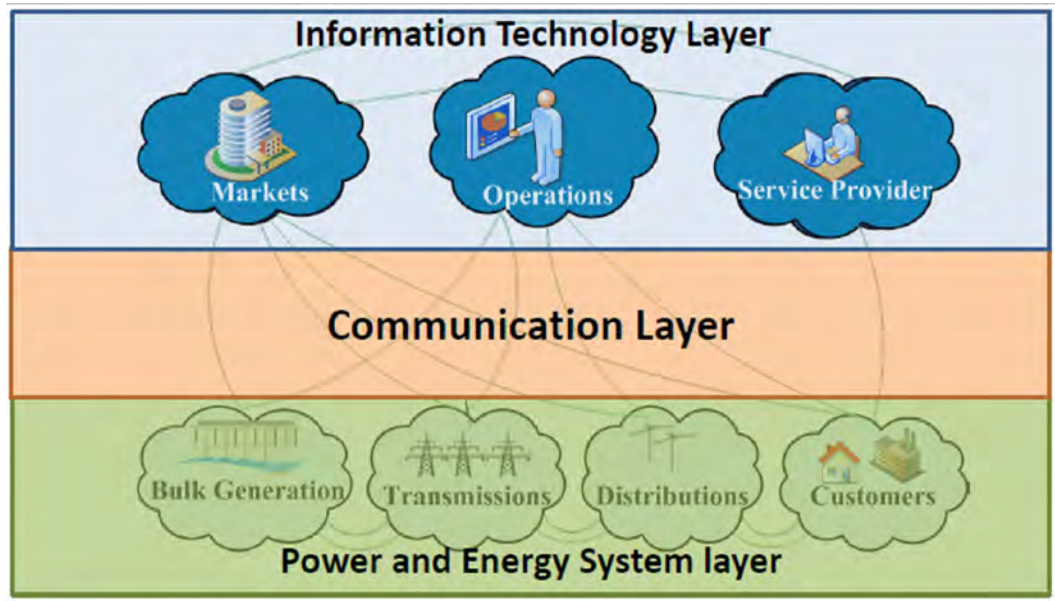 Information Technology Layer
Markets
Operations
Service Provider
Communication Layer
Bulk Generation
Transmissions
Distributions
Customers
Power and Energy System layer